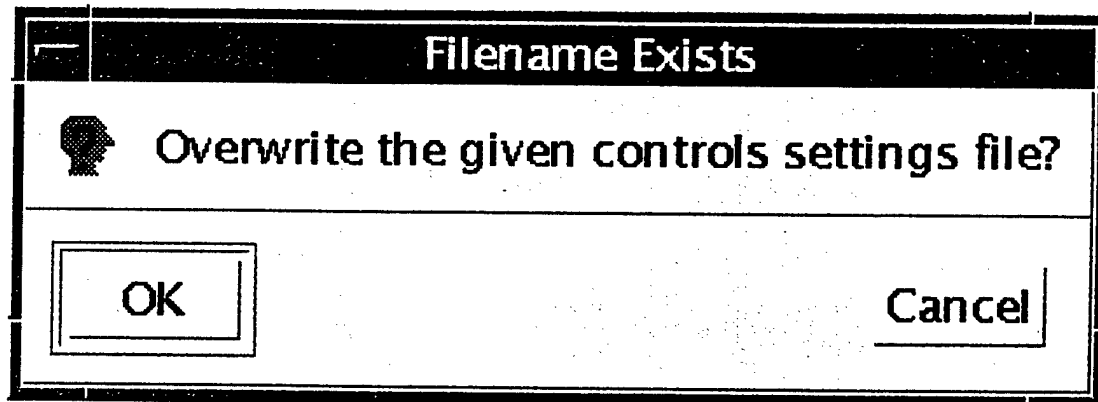 Filename Exists
Overwrite the given controls settings file?
OK
Cancel